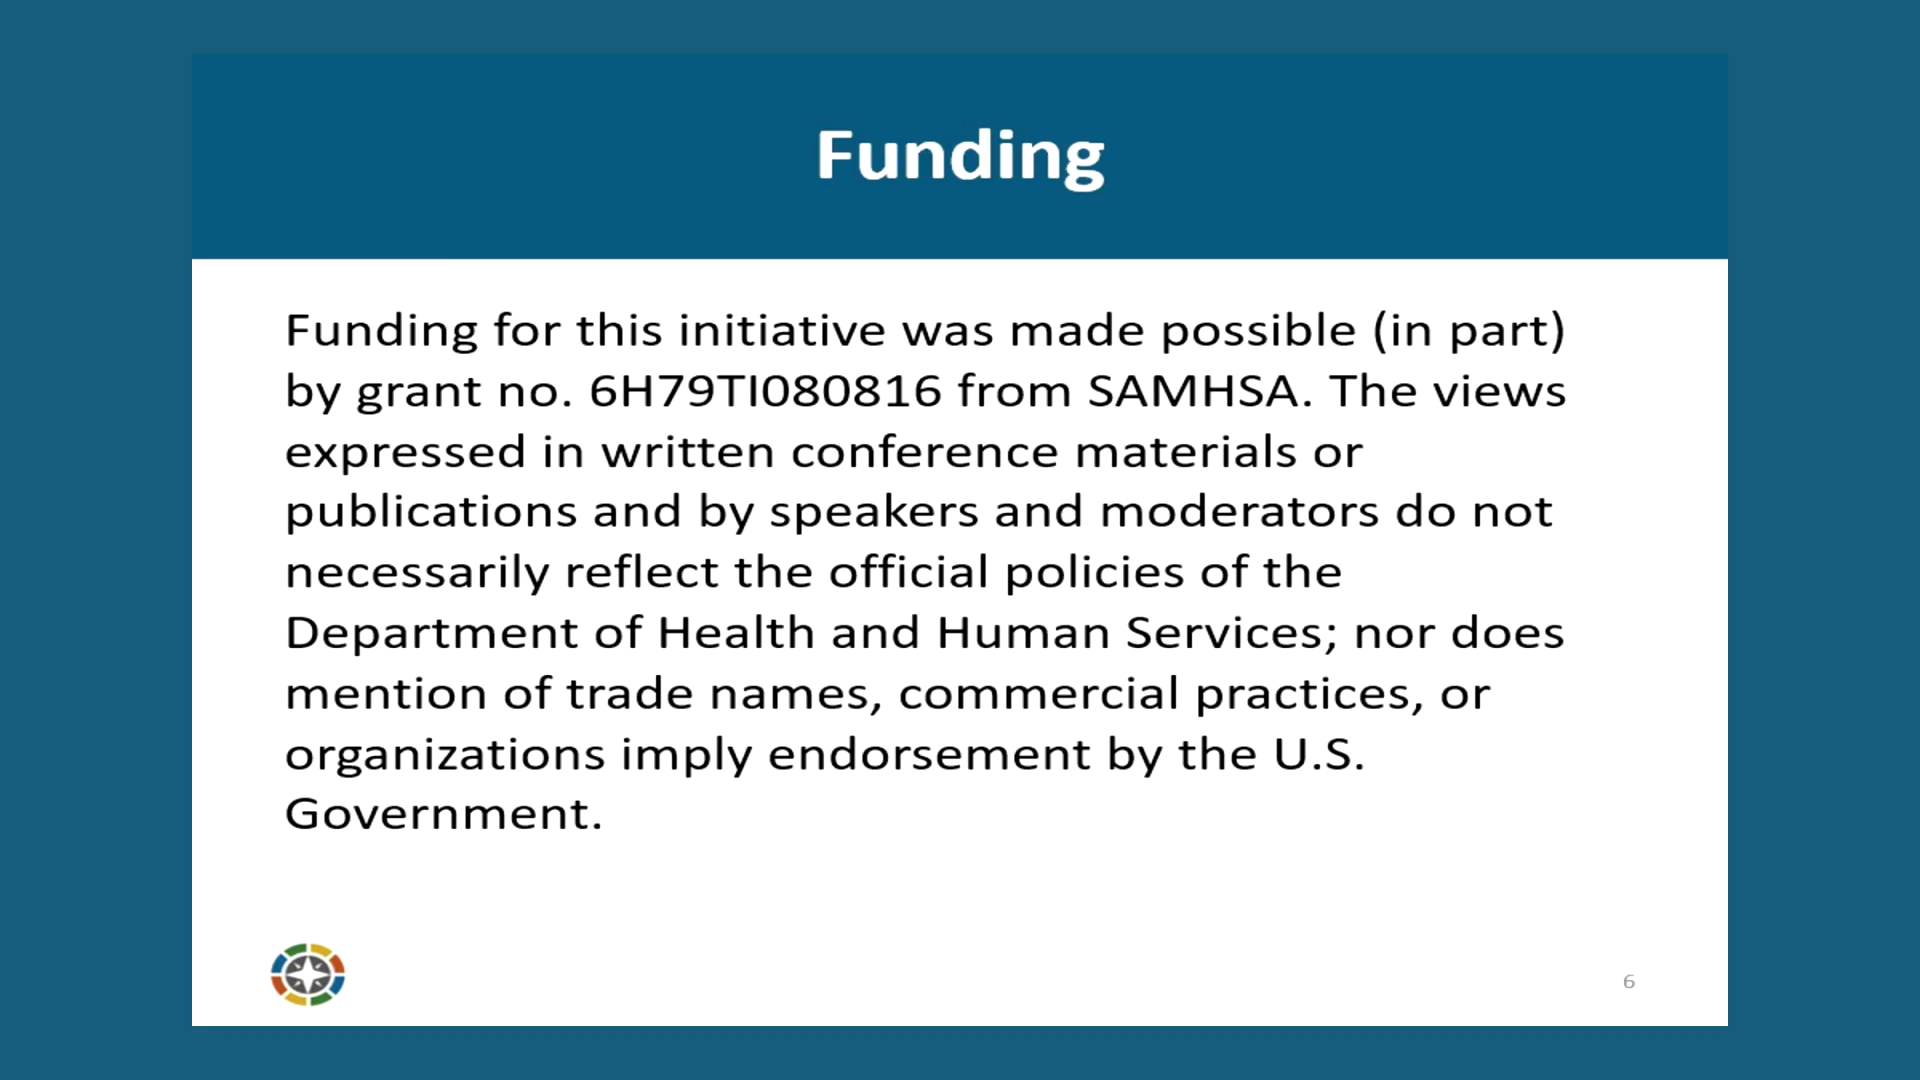 Funding
Funding for this initiative was made possible (in part)
by grant no. 6H79TI080816 from SAMHSA. The views
expressed in written conference materials or
publications and by speakers and moderators do not
necessarily reflect the official policies of the
Department of Health and Human Services; nor does
mention of trade names, commercial practices, or
organizations imply endorsement by the U.S.
Government.
6